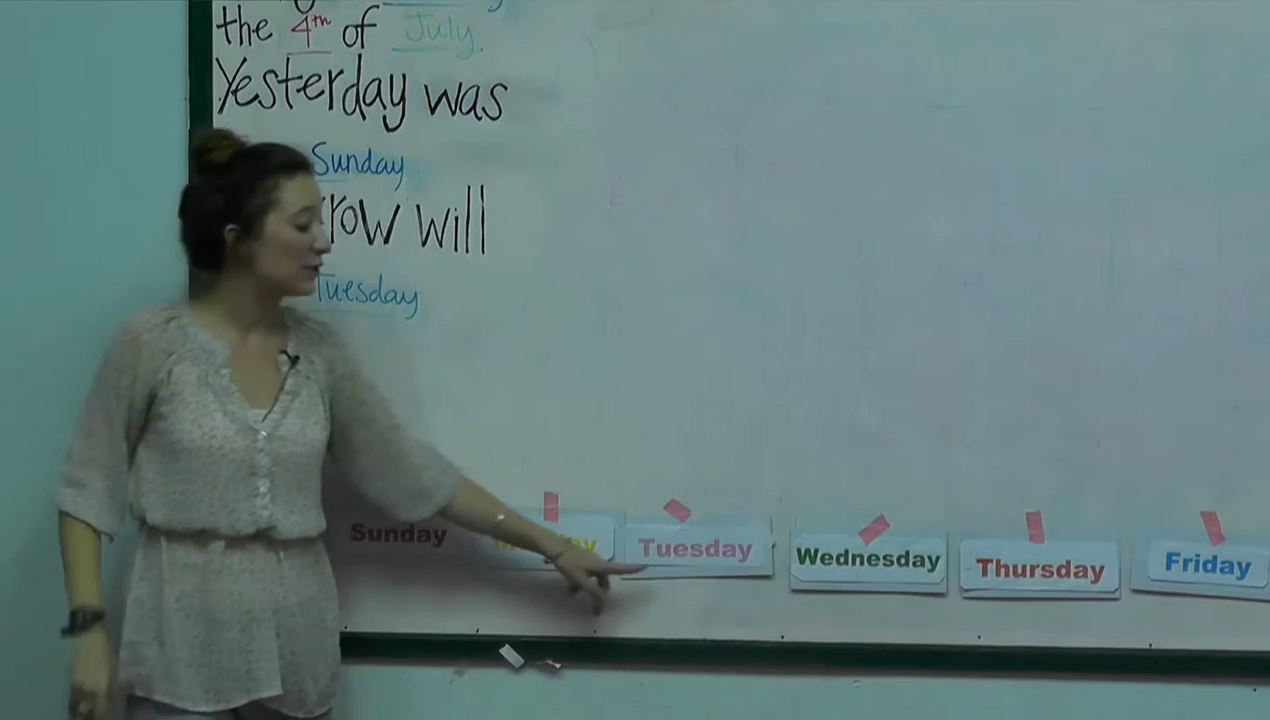 the 4th of July.
Yesterday was
Sunday
row will
Tuesday
Sunday Tuesday Wednesday Thursday Friday